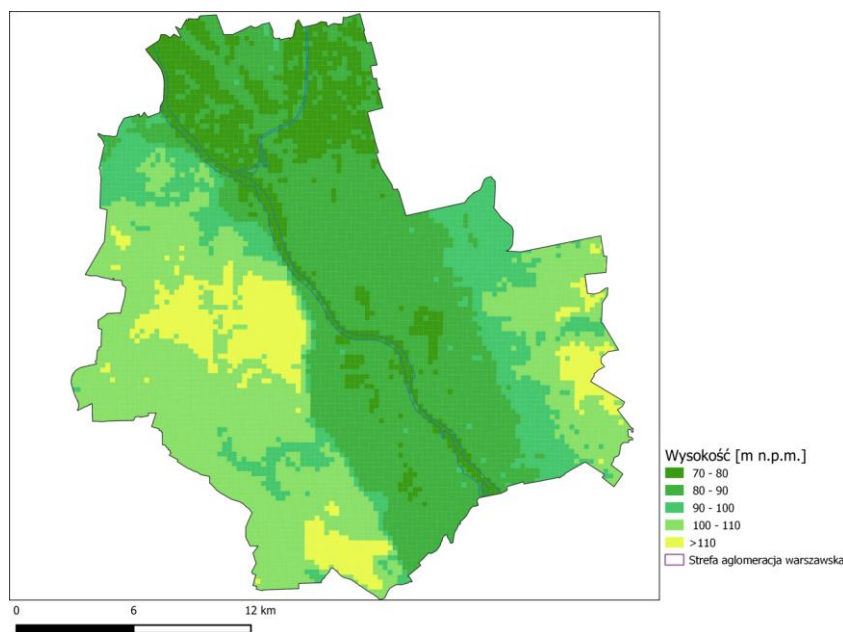 Wysokość [m n.p.m.]
70 - 80
80 - 90
90 - 100
100 - 110
>110
Strefa aglomeracja warszawska
0 6 12 km